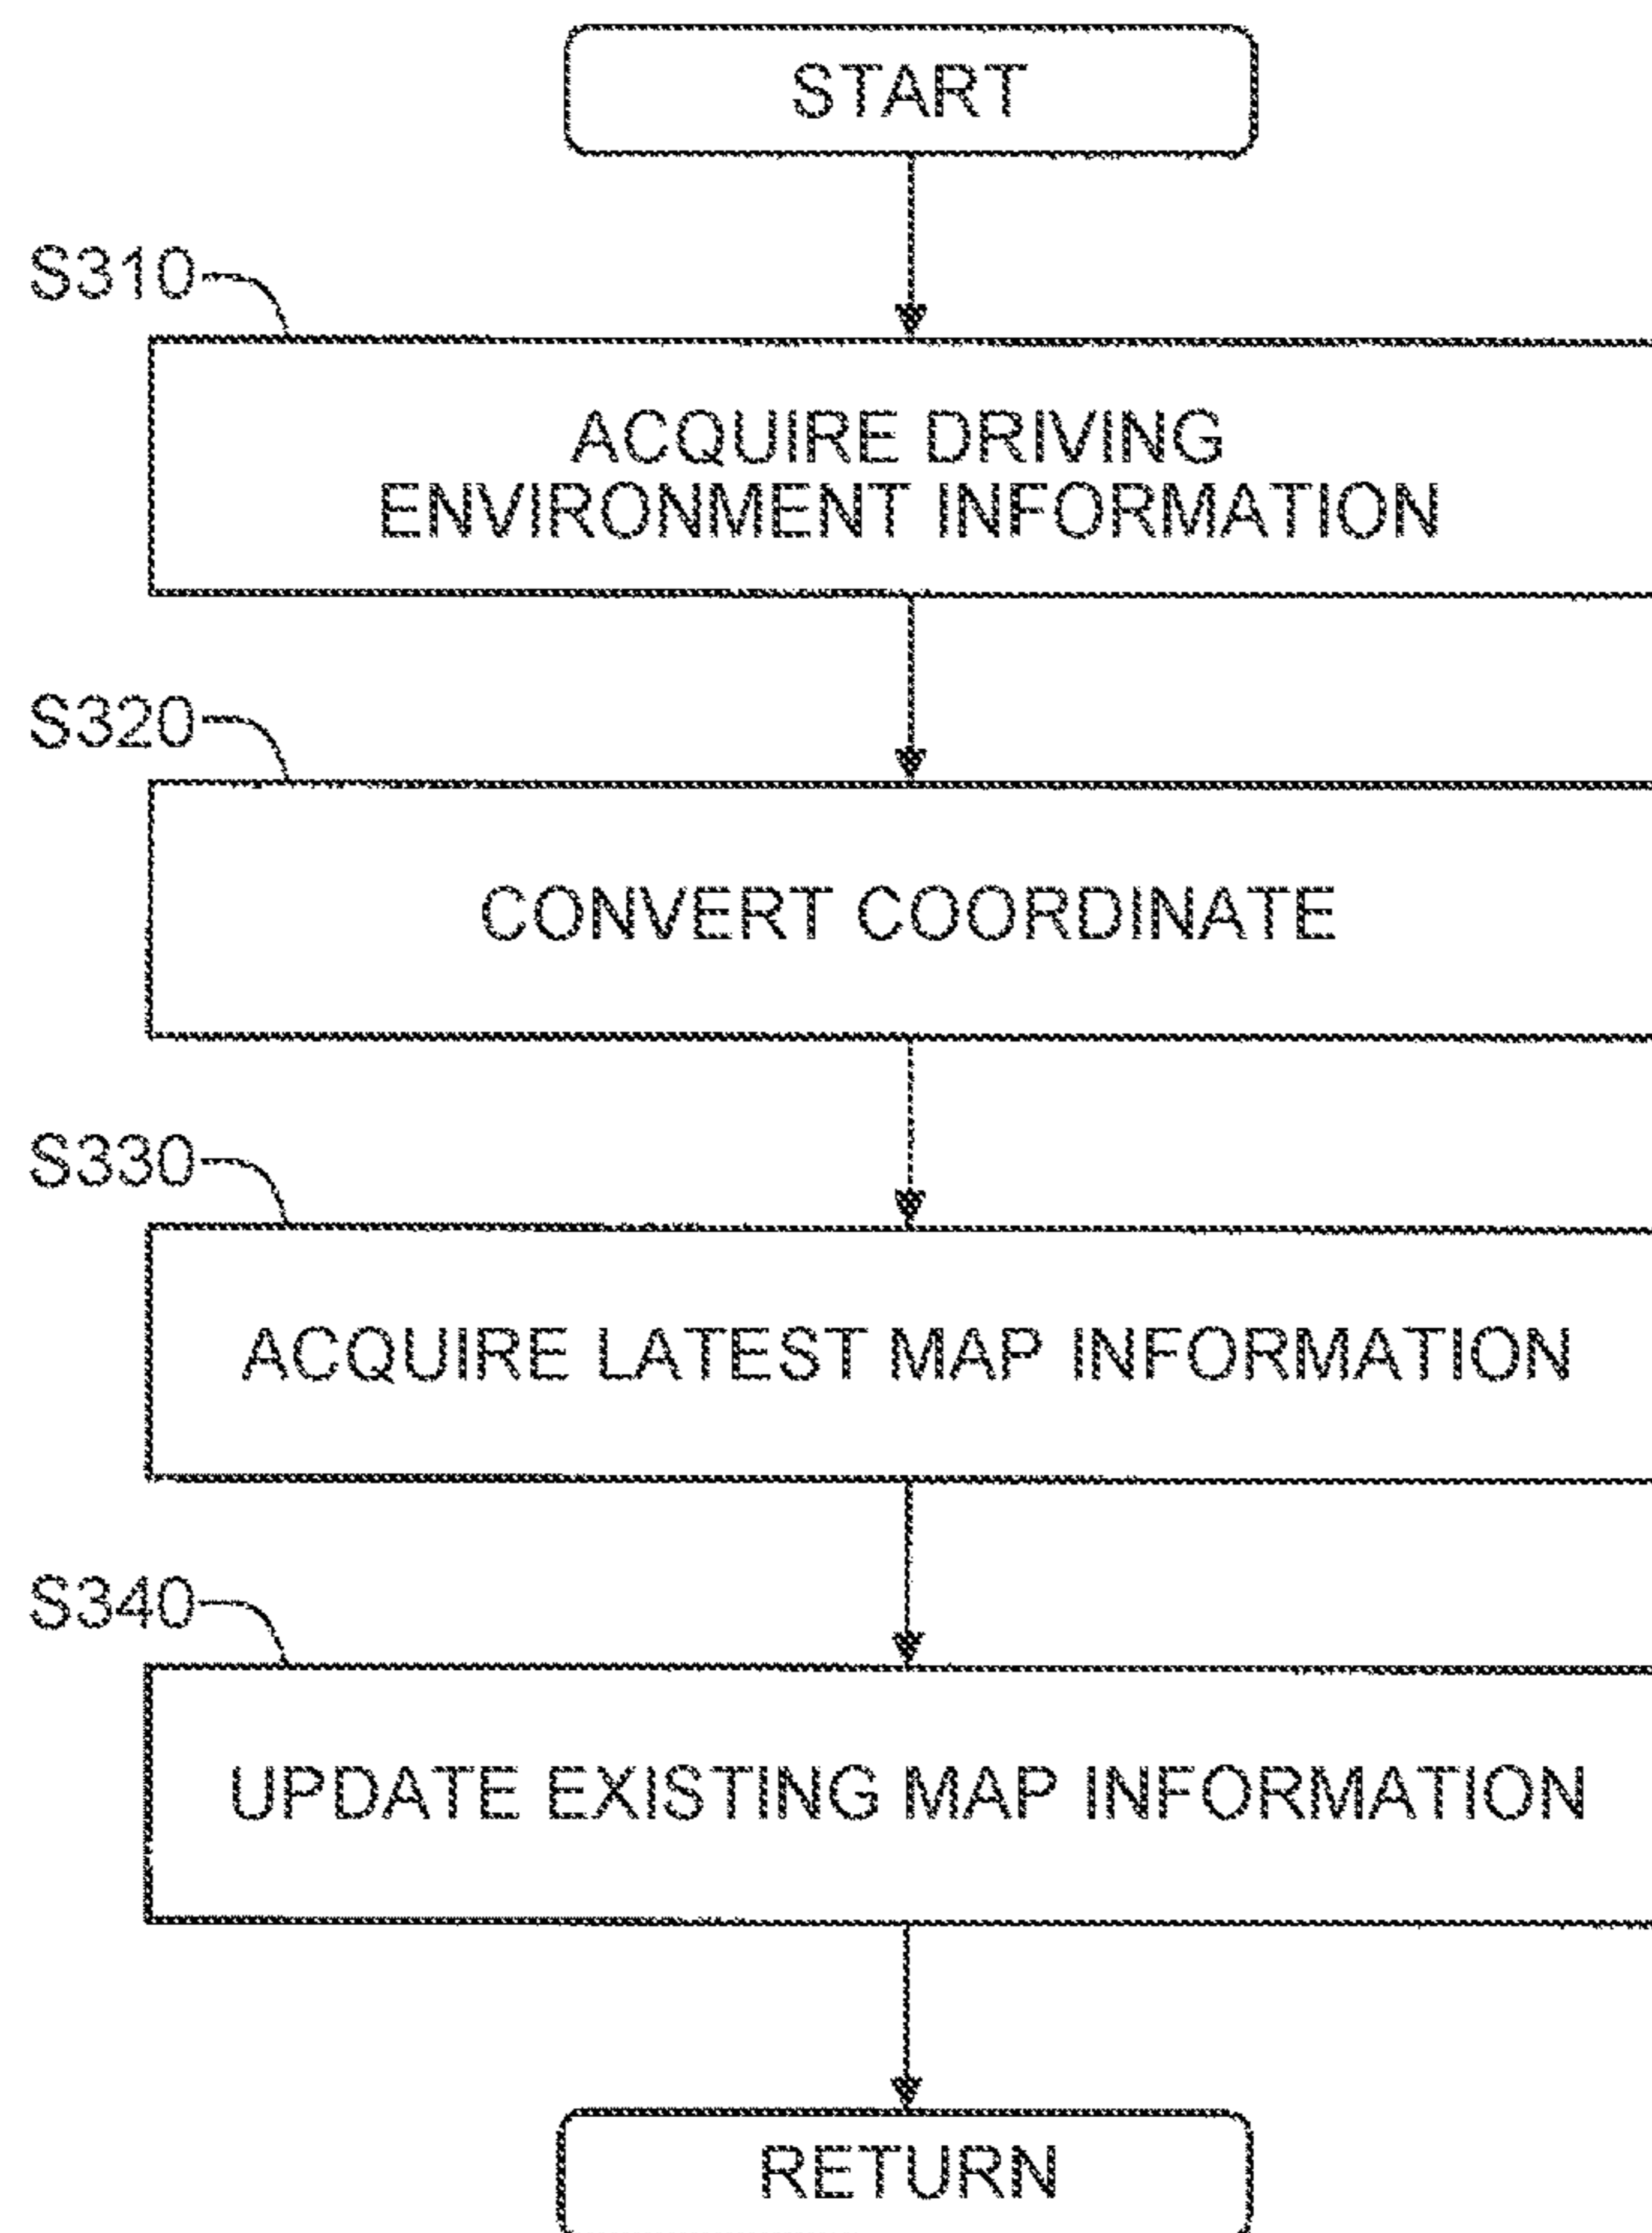 START
S310
ACQUIRE DRIVING
ENVIRONMENT INFORMATION
S320
CONVERT COORDINATE
S330
ACQUIRE LATEST MAP INFORMATION
S340
UPDATE EXISTING MAP INFORMATION
RETURN